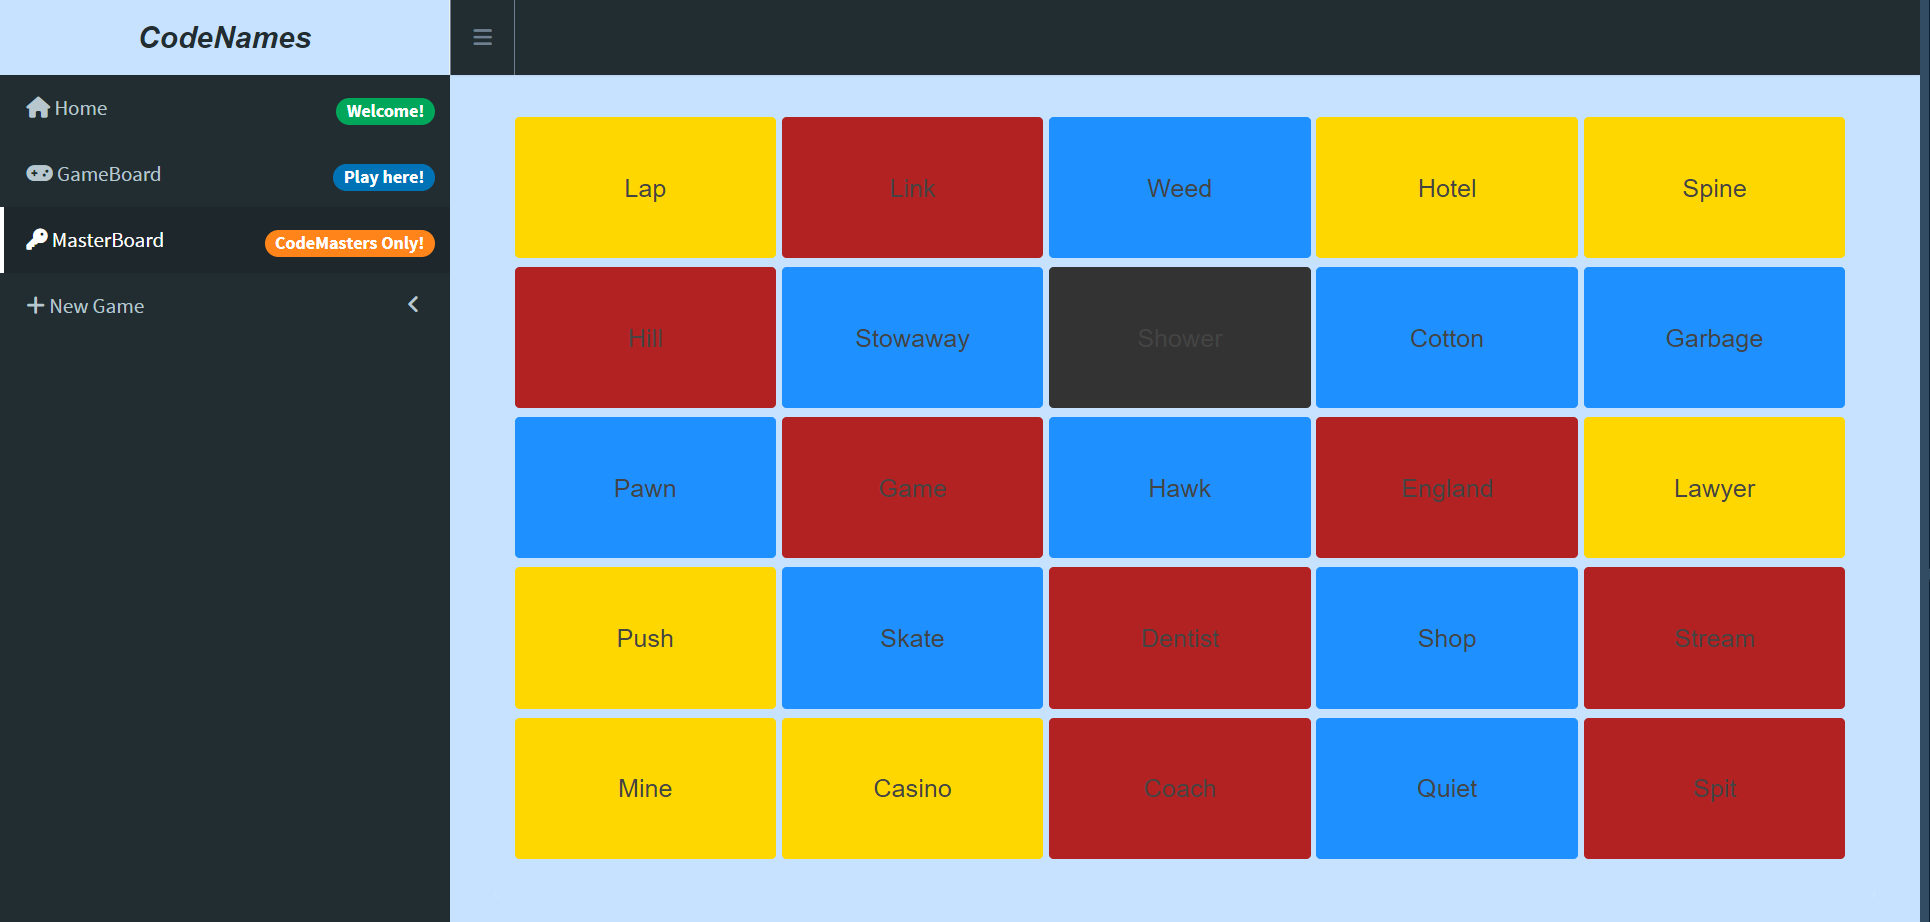 CodeNames
Home Welcome!
GameBoard Play here!
MasterBoard CodeMasters Only!
New Game
Lap Link Weed Hotel Spine
Hill Stowaway Shower Cotton Garbage
Pawn Game Hawk England Lawyer
Push Skate Dentist Shop Stream
Mine Casino Coach Quiet Spit